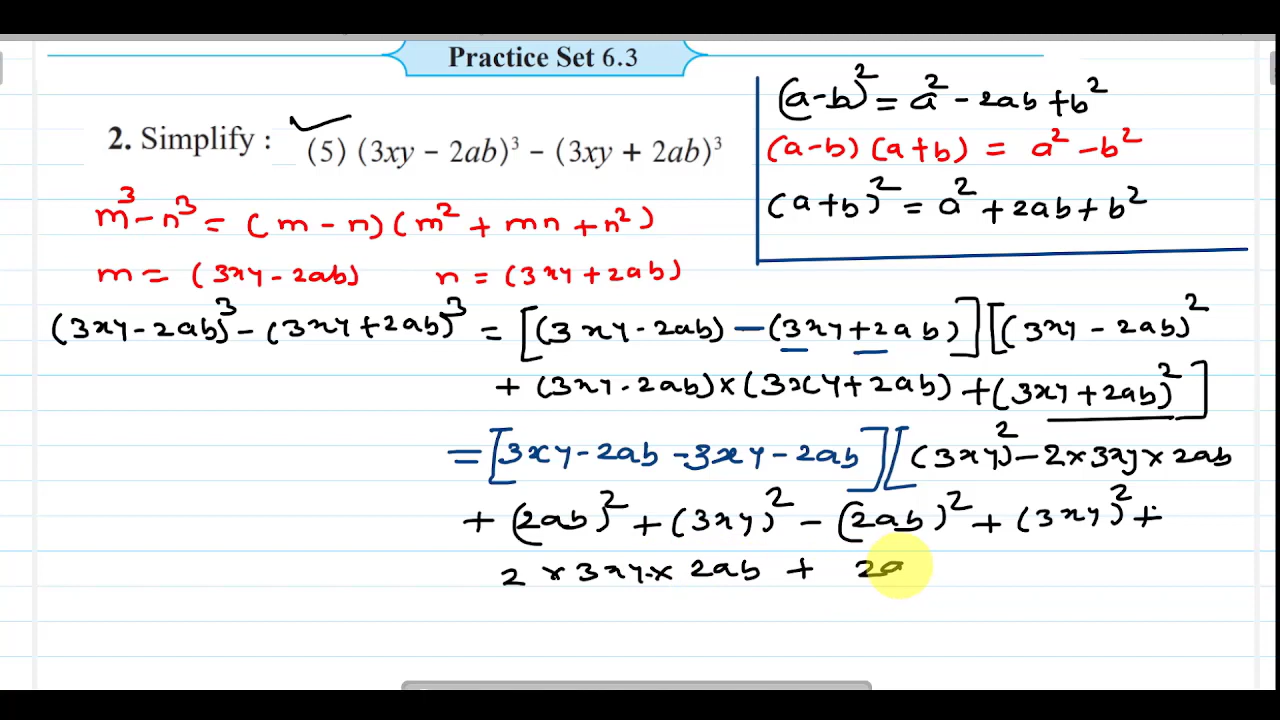 Practice Set 6.3
2. Simplify : (5) (3xy − 2ab)³ − (3xy + 2ab)³
(a-b)² = a² - 2ab + b²
(a-b) (a+b) = a² - b²
(a+b)² = a² + 2ab + b²
m³ - n³ = (m - n) (m² + mn + n²)
m = (3xy - 2ab) n = (3xy + 2ab)
(3xy - 2ab)³ - (3xy + 2ab)³ = [(3xy - 2ab) - (3xy + 2ab)] [(3xy - 2ab)²
+ (3xy - 2ab) × (3xy + 2ab) + (3xy + 2ab)²]
= [3xy - 2ab - 3xy - 2ab] [(3xy)² - 2 × 3xy × 2ab
+ (2ab)² + (3xy)² - (2ab)² + (3xy)² +
2 × 3xy × 2ab + 2a